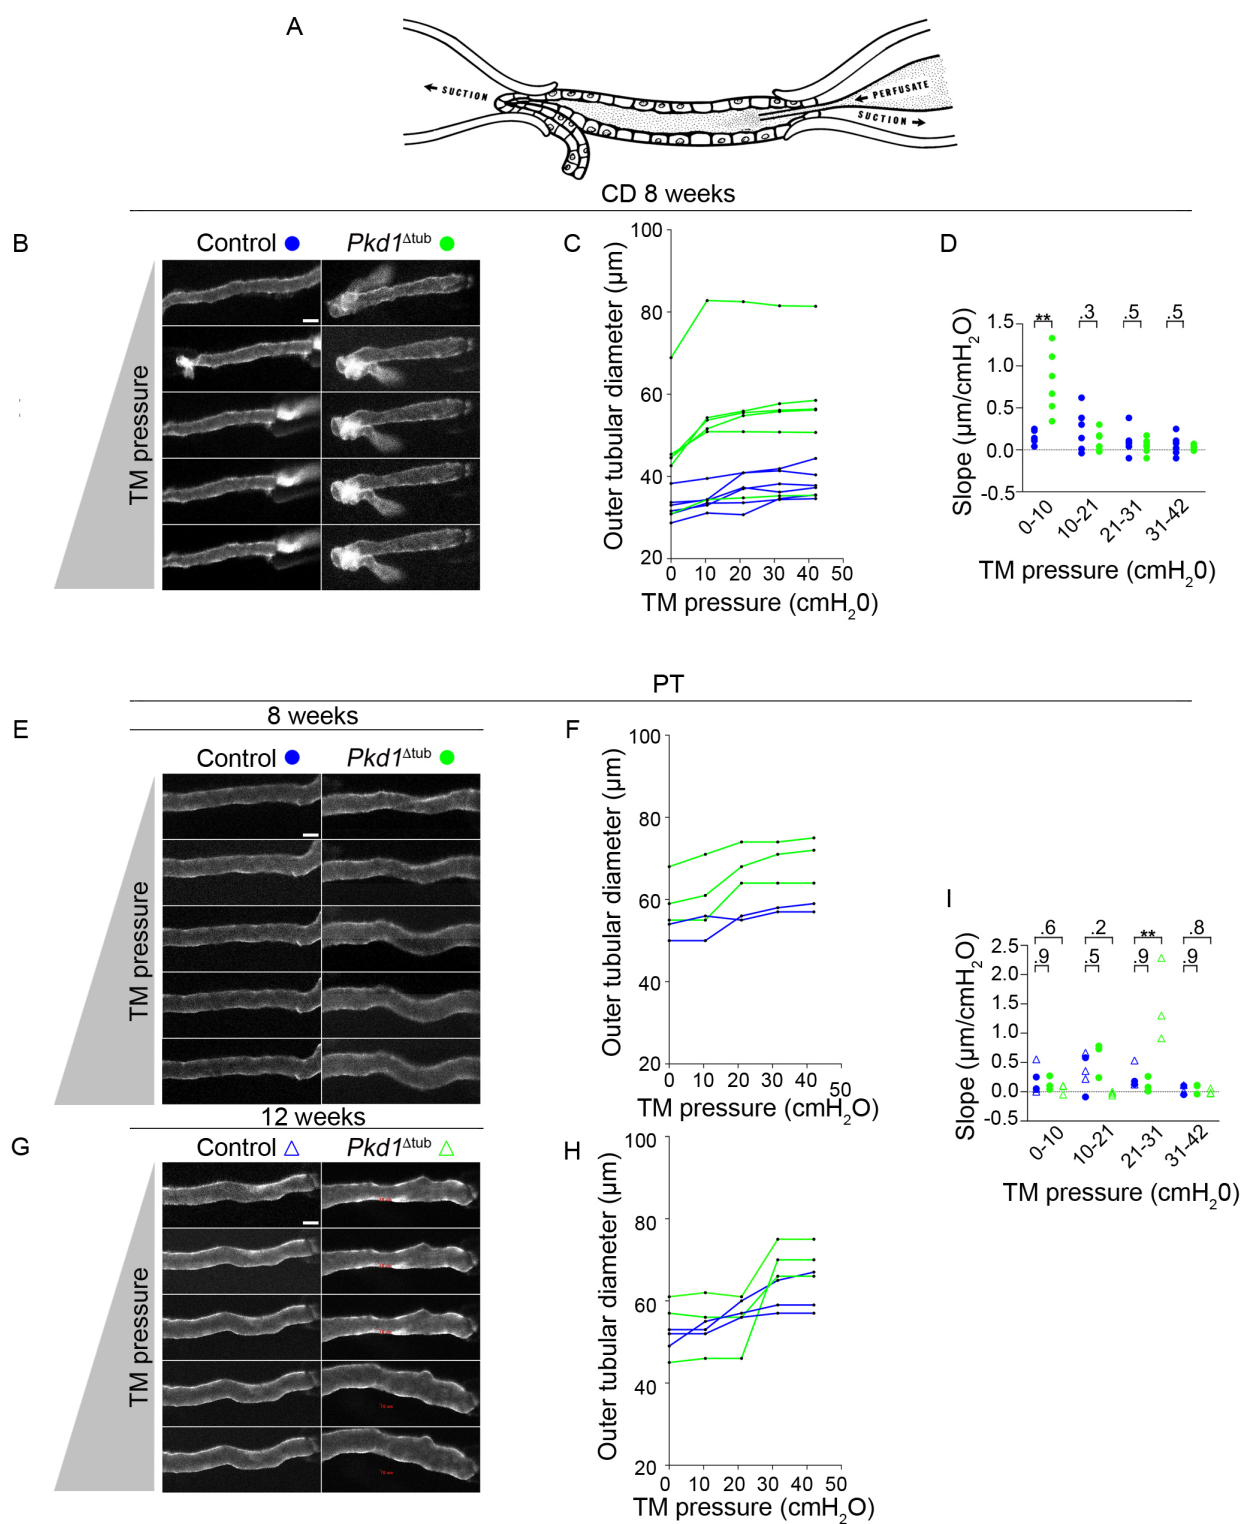 A
← SUCTION
← PERFUSATE
SUCTION →
CD 8 weeks
B
Control
Pkd1Δtub
TM pressure
C
Outer tubular diameter (µm)
100
80
60
40
20
0 10 20 30 40 50
TM pressure (cmH20)
D
Slope (µm/cmH2O)
** .3 .5 .5
1.5
1.0
0.5
0.0
-0.5
0-10 10-21 21-31 31-42
TM pressure (cmH20)
PT
8 weeks
E
Control
Pkd1Δtub
TM pressure
F
Outer tubular diameter (µm)
100
80
60
40
20
0 10 20 30 40 50
TM pressure (cmH2O)
12 weeks
G
Control
Pkd1Δtub
TM pressure
H
Outer tubular diameter (µm)
100
80
60
40
20
0 10 20 30 40 50
TM pressure (cmH2O)
I
Slope (µm/cmH2O)
.6 .2 ** .8
.9 .5 .9 .9
2.5
2.0
1.5
1.0
0.5
0.0
-0.5
0-10 10-21 21-31 31-42
TM pressure (cmH20)